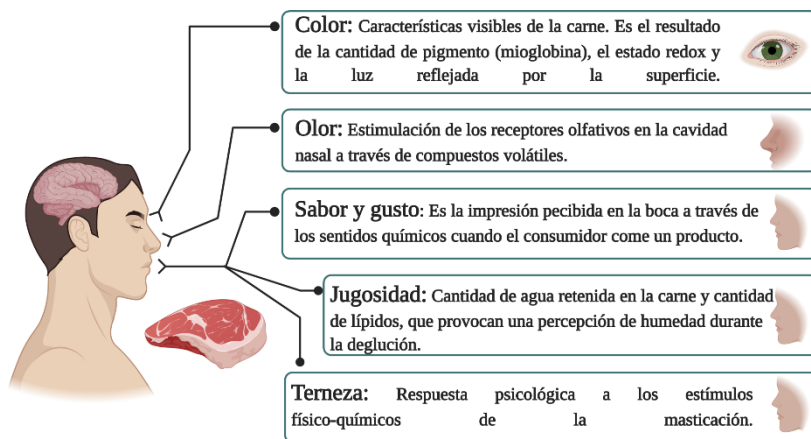 Color: Características visibles de la carne. Es el resultado
de la cantidad de pigmento (mioglobina), el estado redox y
la luz reflejada por la superficie.
Olor: Estimulación de los receptores olfativos en la cavidad
nasal a través de compuestos volátiles.
Sabor y gusto: Es la impresión pecibida en la boca a través de
los sentidos químicos cuando el consumidor come un producto.
Jugosidad: Cantidad de agua retenida en la carne y cantidad
de lípidos, que provocan una percepción de humedad durante
la deglución.
Terneza: Respuesta psicológica a los estímulos
físico-químicos de la masticación.